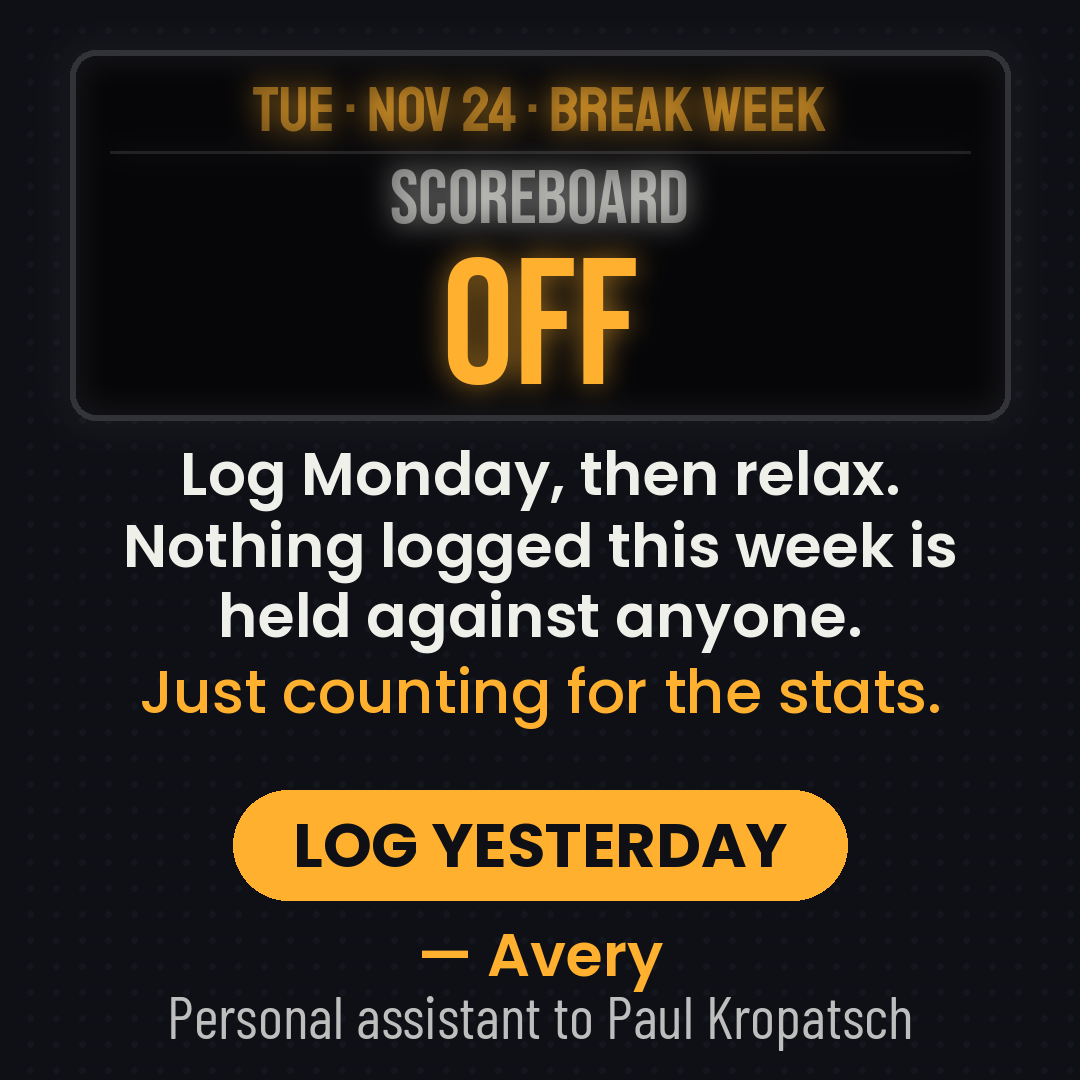 TUE · NOV 24 · BREAK WEEK
SCOREBOARD
OFF
Log Monday, then relax.
Nothing logged this week is
held against anyone.
Just counting for the stats.
LOG YESTERDAY
— Avery
Personal assistant to Paul Kropatsch